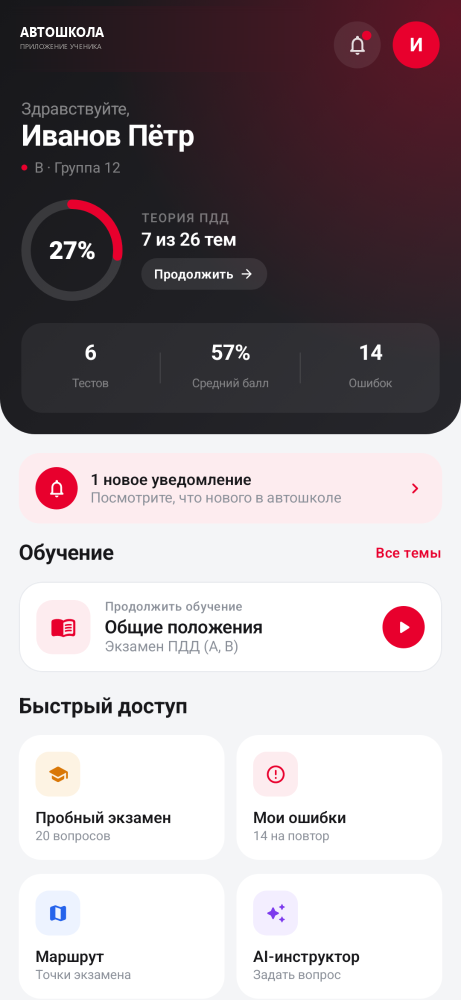 АВТОШКОЛА
ПРИЛОЖЕНИЕ УЧЕНИКА
И
Здравствуйте,
Иванов Пётр
B · Группа 12
27%
ТЕОРИЯ ПДД
7 из 26 тем
Продолжить →
6
Тестов
57%
Средний балл
14
Ошибок
1 новое уведомление
Посмотрите, что нового в автошколе
Обучение
Все темы
Продолжить обучение
Общие положения
Экзамен ПДД (A, B)
Быстрый доступ
Пробный экзамен
20 вопросов
Мои ошибки
14 на повтор
Маршрут
Точки экзамена
AI-инструктор
Задать вопрос